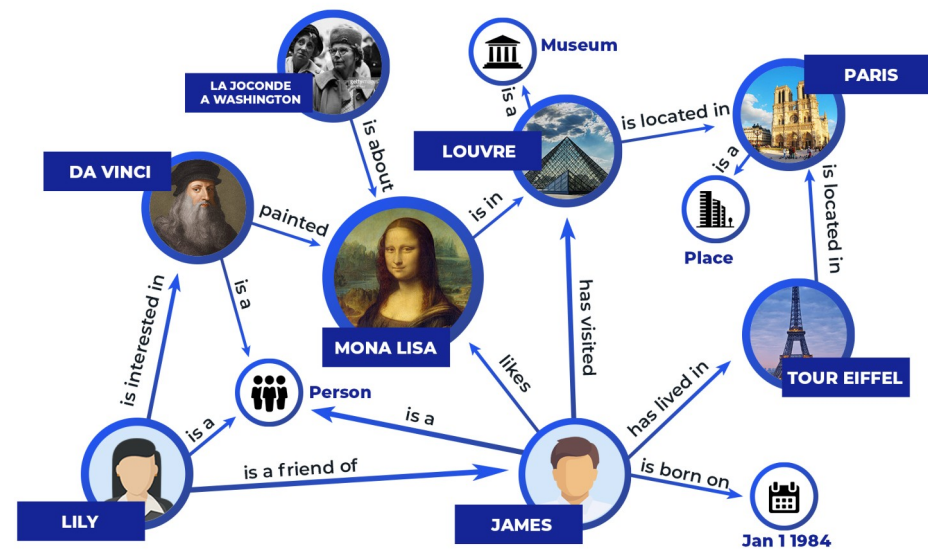 LA JOCONDE
A WASHINGTON
Museum
PARIS
is a
is located in
LOUVRE
is about
is a
DA VINCI
painted
is in
is located in
Place
is a
is interested in
has visited
MONA LISA
likes
Person
has lived in
TOUR EIFFEL
is a
is a
is a friend of
is born on
LILY
JAMES
Jan 1 1984